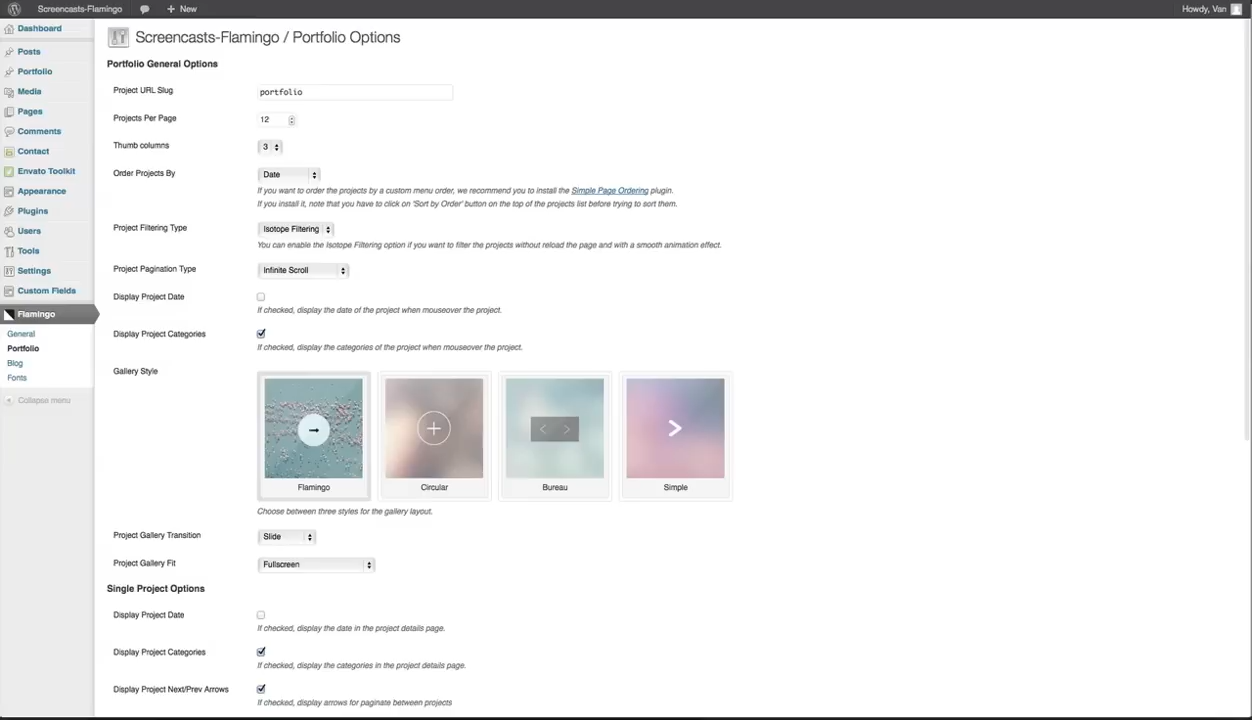 Screencasts-Flamingo
New
Howdy, Van
Dashboard
Posts
Portfolio
Media
Pages
Comments
Contact
Envato Toolkit
Appearance
Plugins
Users
Tools
Settings
Custom Fields
Flamingo
General
Portfolio
Blog
Fonts
Collapse menu
Screencasts-Flamingo / Portfolio Options
Portfolio General Options
Project URL Slug
portfolio
Projects Per Page
12
Thumb columns
3
Order Projects By
Date
If you want to order the projects by a custom menu order, we recommend you to install the Simple Page Ordering plugin.
If you install it, note that you have to click on 'Sort by Order' button on the top of the projects list before trying to sort them.
Project Filtering Type
Isotope Filtering
You can enable the Isotope Filtering option if you want to filter the projects without reload the page and with a smooth animation effect.
Project Pagination Type
Infinite Scroll
Display Project Date
If checked, display the date of the project when mouseover the project.
Display Project Categories
If checked, display the categories of the project when mouseover the project.
Gallery Style
Flamingo
Circular
Bureau
Simple
Choose between three styles for the gallery layout.
Project Gallery Transition
Slide
Project Gallery Fit
Fullscreen
Single Project Options
Display Project Date
If checked, display the date in the project details page.
Display Project Categories
If checked, display the categories in the project details page.
Display Project Next/Prev Arrows
If checked, display arrows for paginate between projects